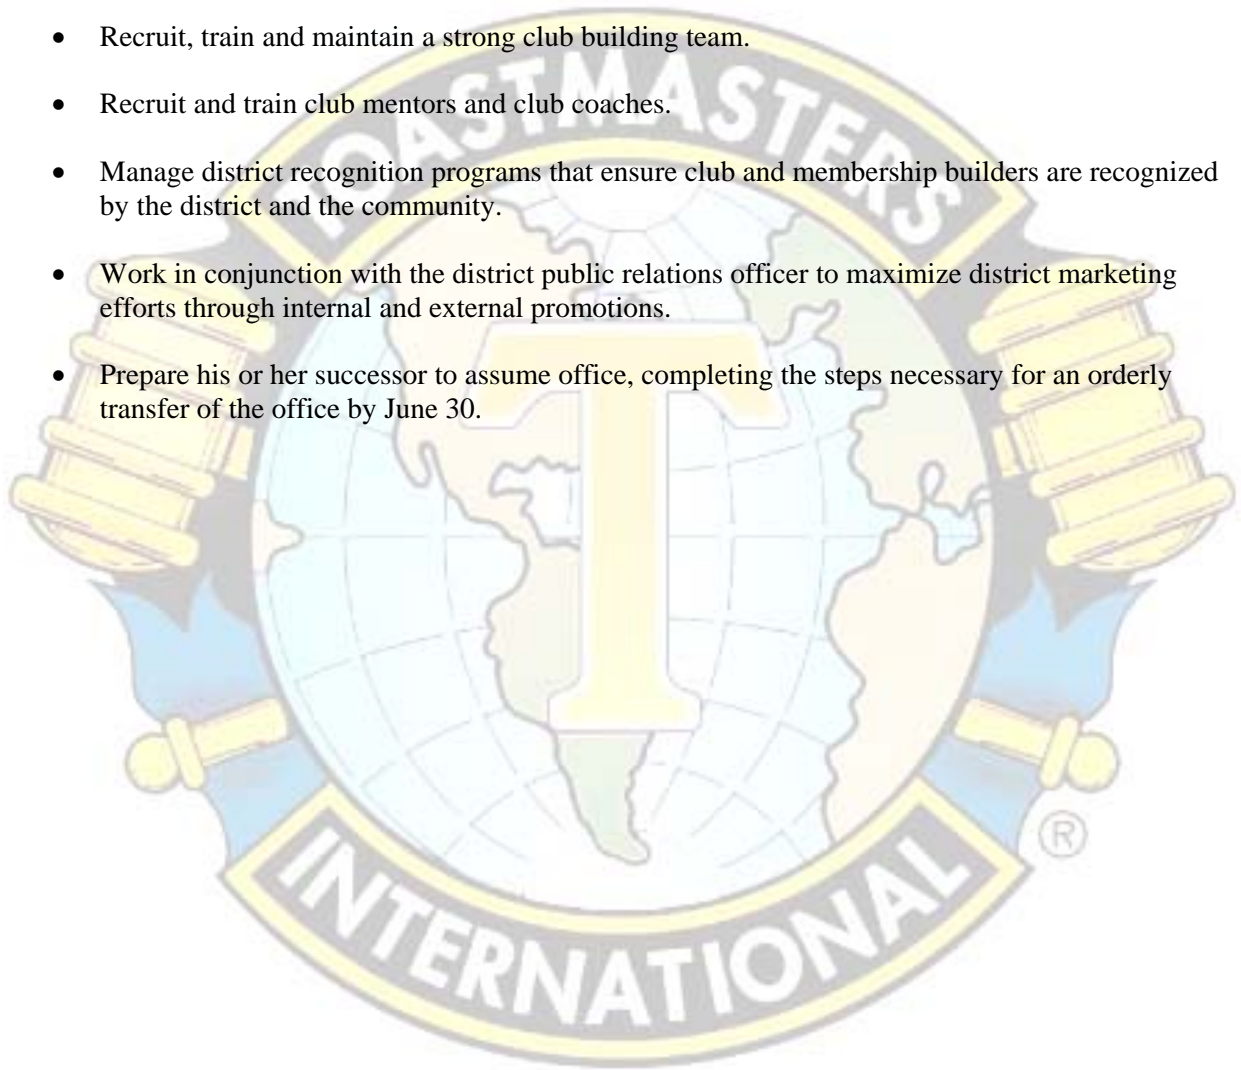 • Recruit, train and maintain a strong club building team.
• Recruit and train club mentors and club coaches.
• Manage district recognition programs that ensure club and membership builders are recognized
by the district and the community.
• Work in conjunction with the district public relations officer to maximize district marketing
efforts through internal and external promotions.
• Prepare his or her successor to assume office, completing the steps necessary for an orderly
transfer of the office by June 30.
TOASTMASTERS
T
®
INTERNATIONAL